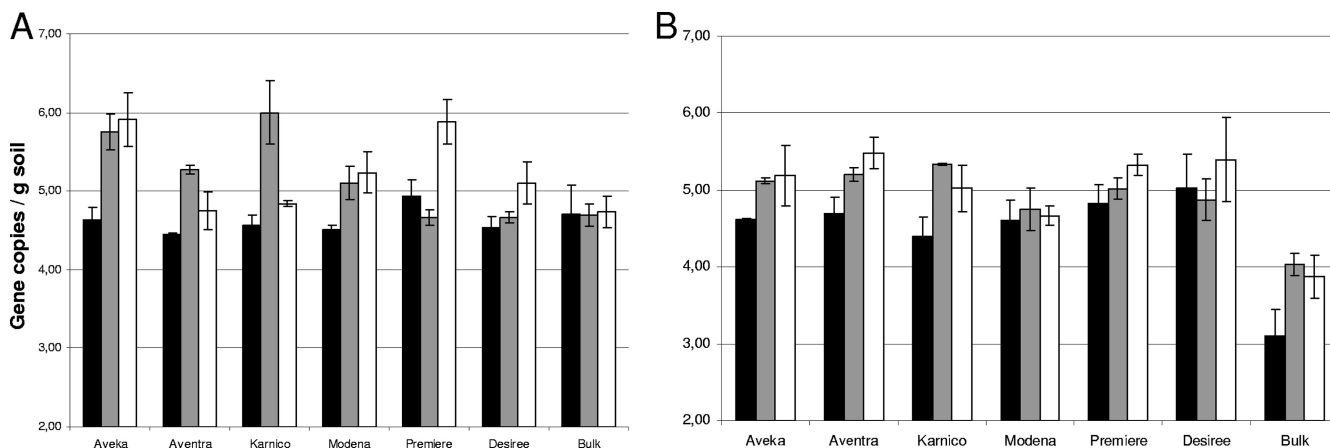 A
Gene copies / g soil
7,00
6,00
5,00
4,00
3,00
2,00
Aveka Aventra Karnico Modena Premiere Desiree Bulk
B
7,00
6,00
5,00
4,00
3,00
2,00
Aveka Aventra Karnico Modena Premiere Desiree Bulk